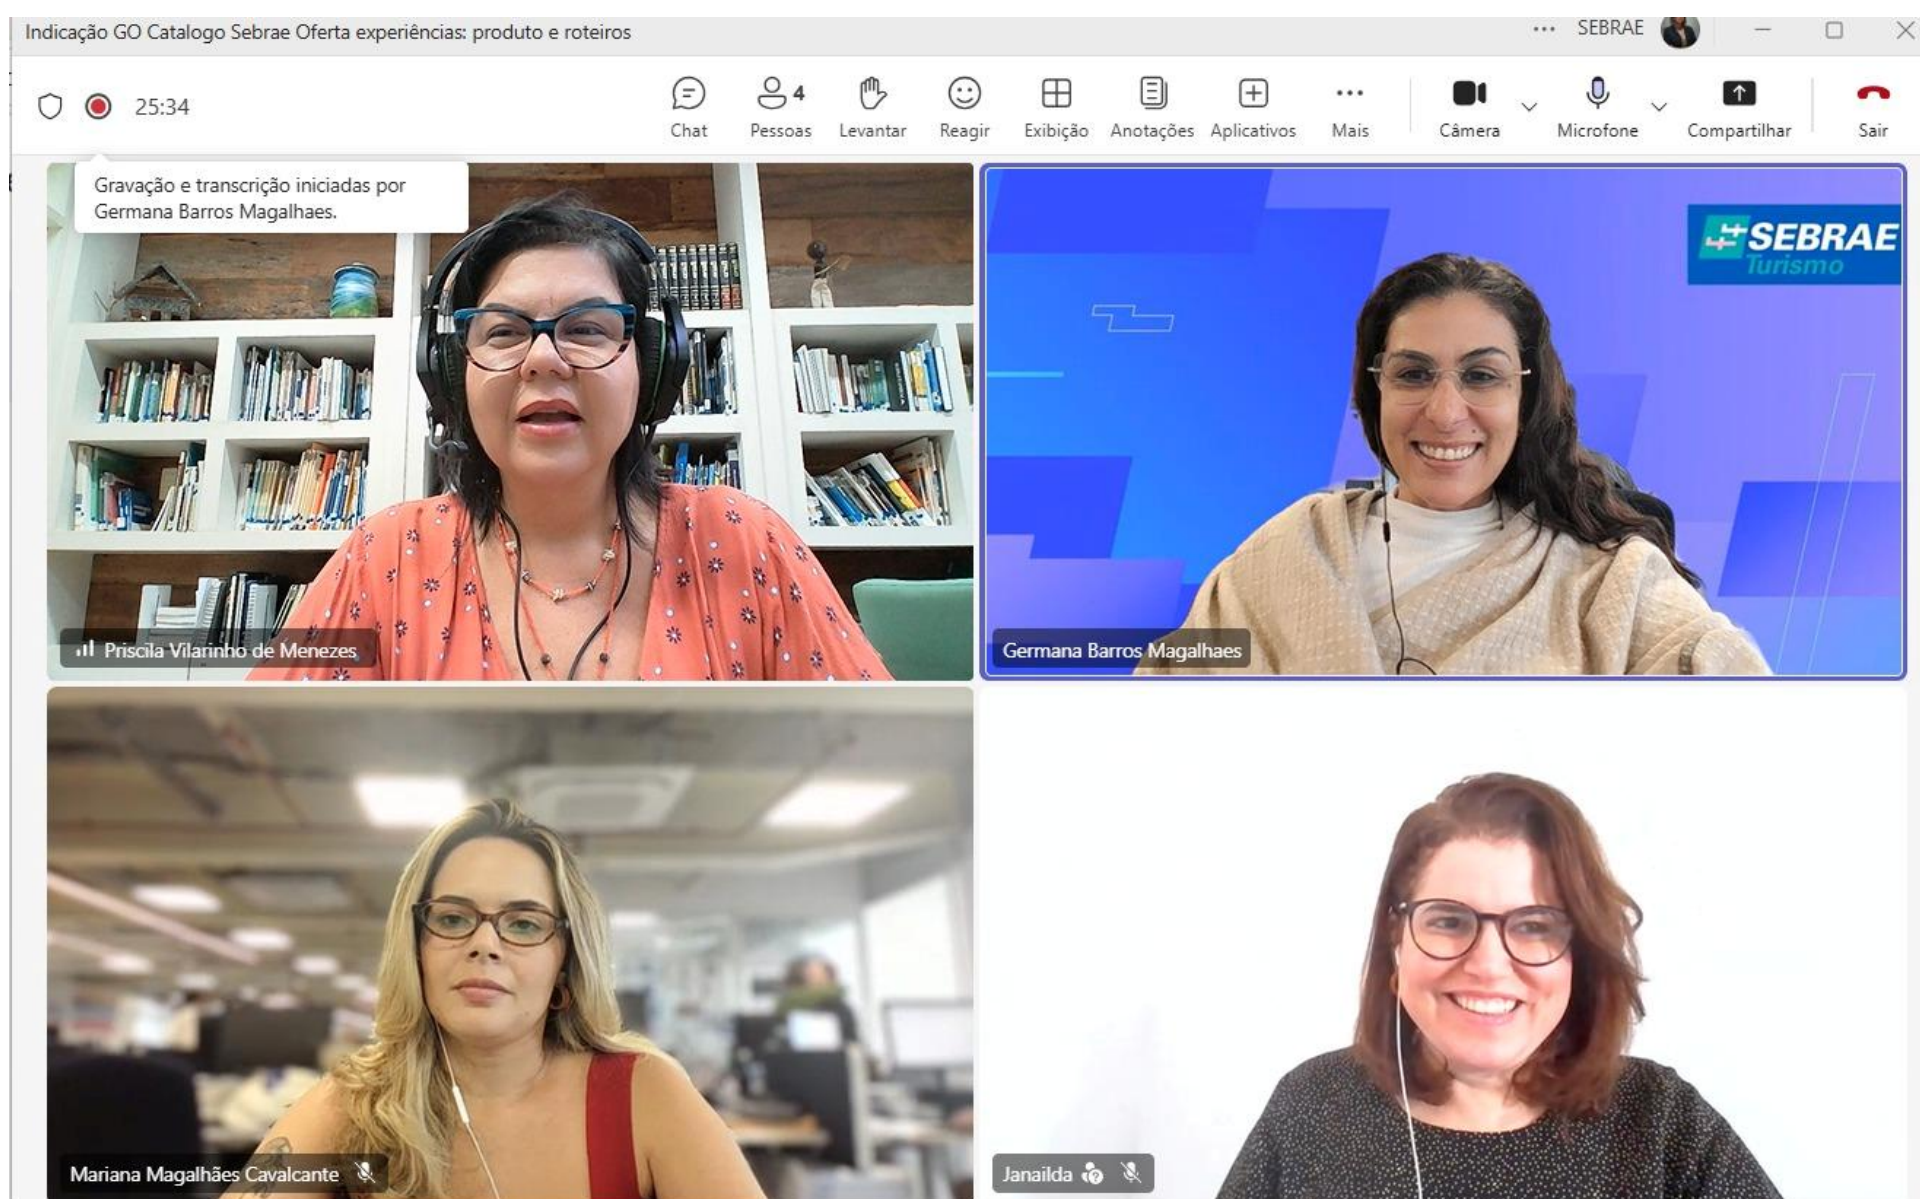 Indicação GO Catalogo Sebrae Oferta experiências: produto e roteiros
SEBRAE
25:34
4
Chat
Pessoas
Levantar
Reagir
Exibição
Anotações
Aplicativos
Mais
Câmera
Microfone
Compartilhar
Sair
Gravação e transcrição iniciadas por
Germana Barros Magalhaes.
SEBRAE
Turismo
Priscila Vilarinho de Menezes
Germana Barros Magalhaes
Mariana Magalhães Cavalcante
Janailda